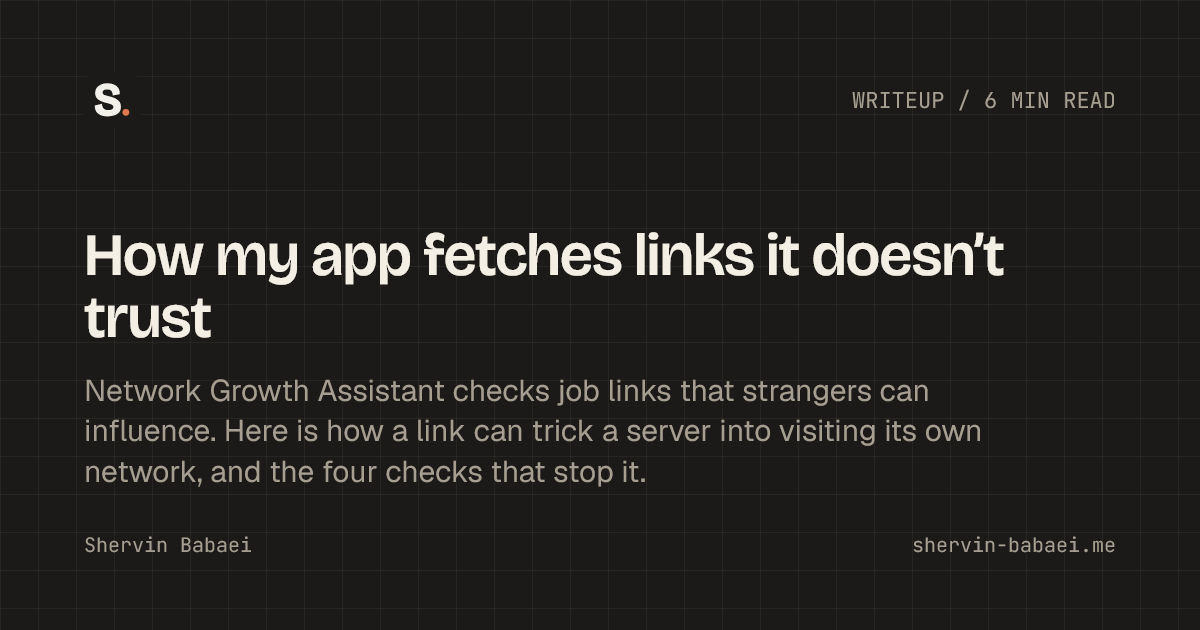 S.
WRITEUP / 6 MIN READ
How my app fetches links it doesn’t
trust
Network Growth Assistant checks job links that strangers can
influence. Here is how a link can trick a server into visiting its own
network, and the four checks that stop it.
Shervin Babaei
shervin-babaei.me